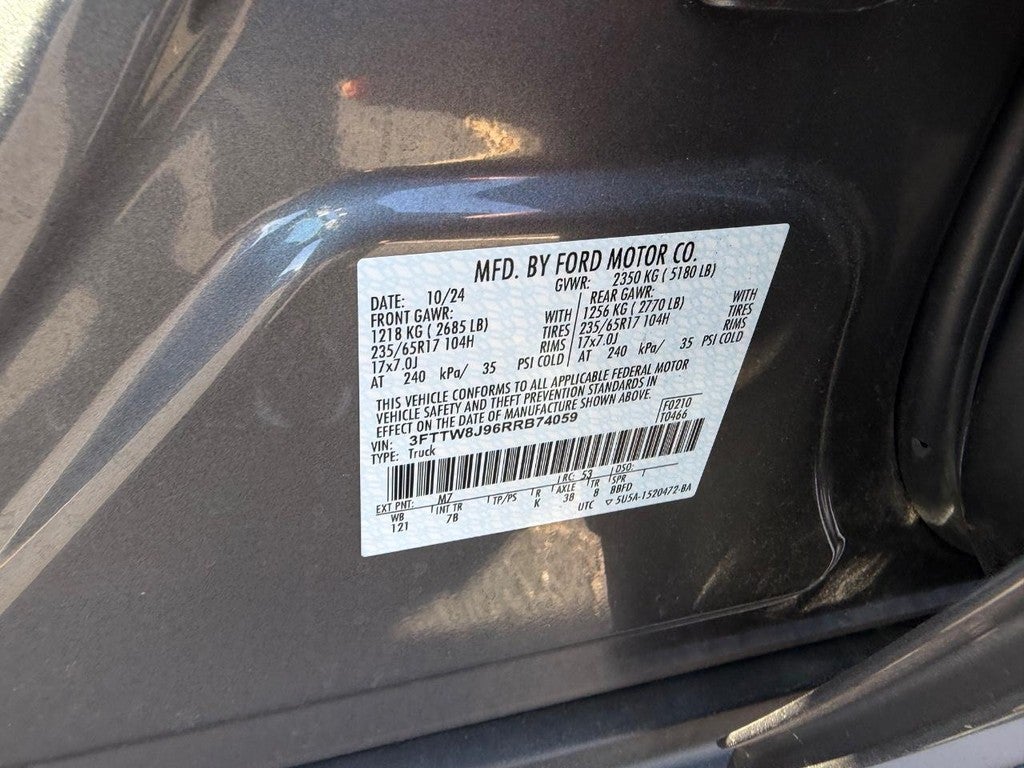 MFD. BY FORD MOTOR CO.
DATE: 10/24 GVWR: 2350 KG ( 5180 LB)
FRONT GAWR: REAR GAWR:
1218 KG ( 2685 LB) WITH 1256 KG ( 2770 LB) WITH
235/65R17 104H TIRES 235/65R17 104H TIRES
17x7.0J RIMS 17x7.0J RIMS
AT 240 kPa/ 35 PSI COLD AT 240 kPa/ 35 PSI COLD
THIS VEHICLE CONFORMS TO ALL APPLICABLE FEDERAL MOTOR
VEHICLE SAFETY AND THEFT PREVENTION STANDARDS IN
EFFECT ON THE DATE OF MANUFACTURE SHOWN ABOVE.
F0210
T0466
VIN: 3FTTW8J96RRB74059
TYPE: Truck
EXT PNT: M7 RC: 53 DSO:
WB INT TR TP/PS R AXLE TR SPR
121 7B K 3B B BBFD
UTC ▽ 5U5A-1520472-BA